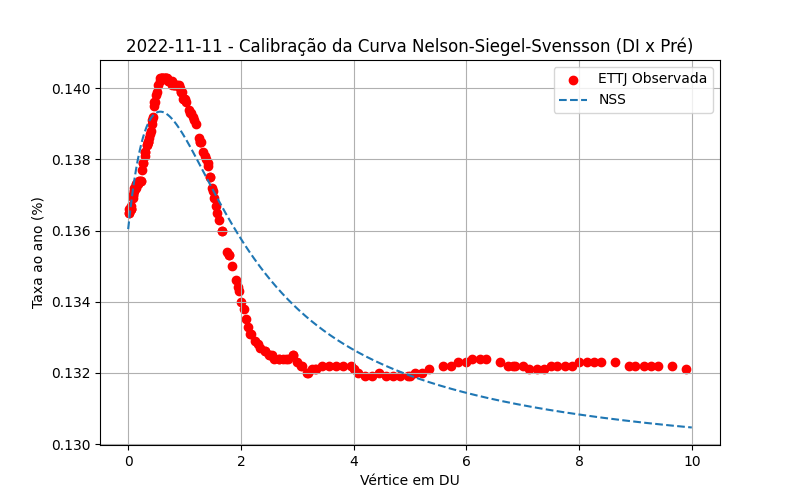 2022-11-11 - Calibração da Curva Nelson-Siegel-Svensson (DI x Pré)
ETTJ Observada
NSS
Taxa ao ano (%)
0.140
0.138
0.136
0.134
0.132
0.130
0 2 4 6 8 10
Vértice em DU